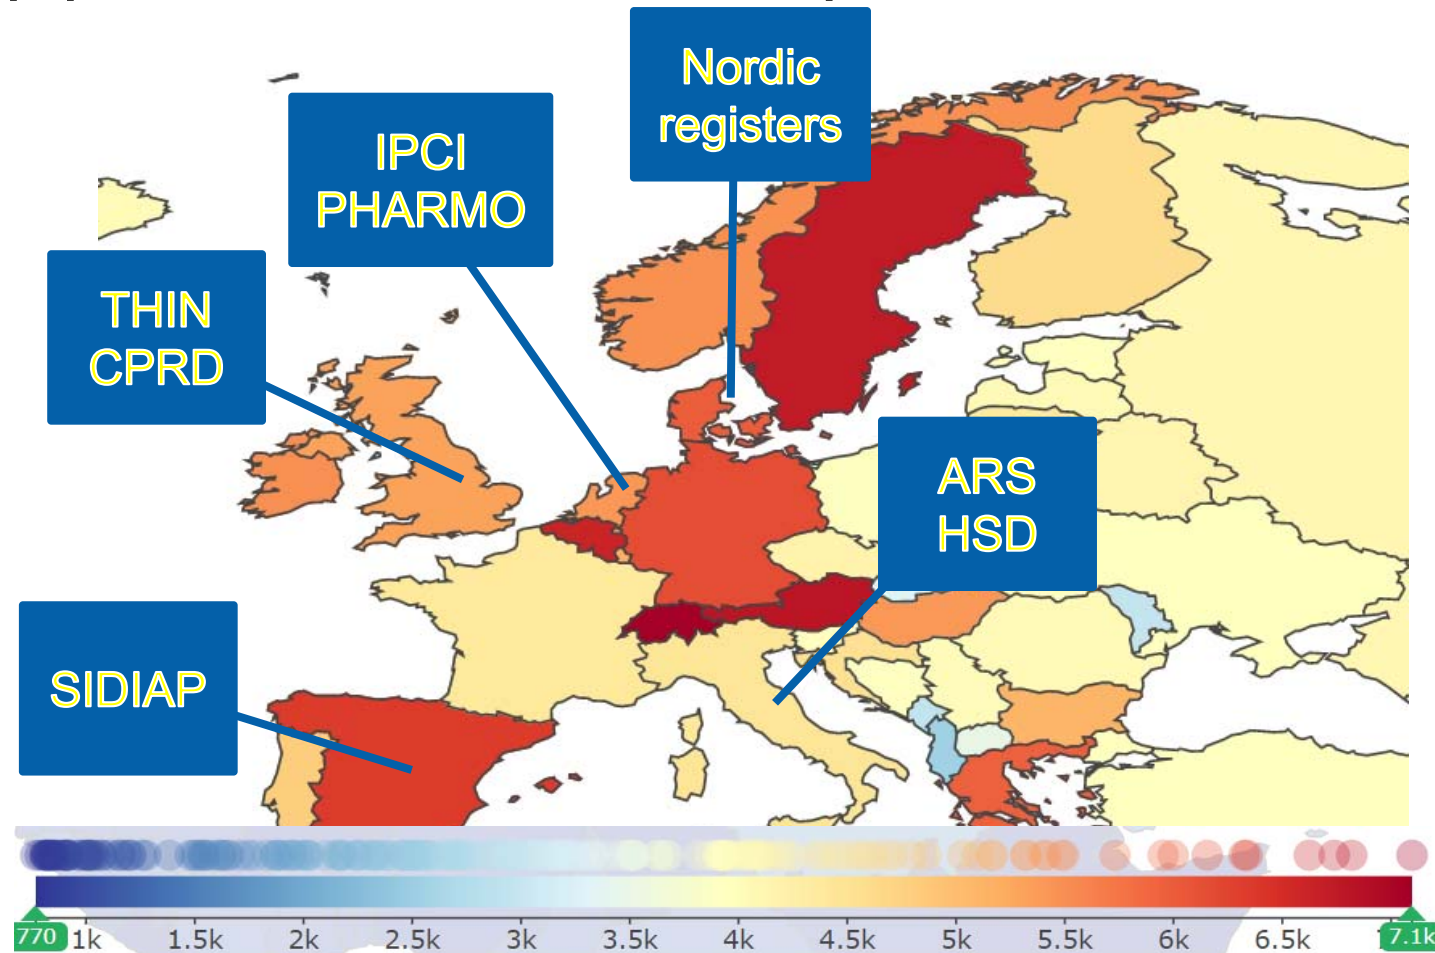 Nordic
registers
IPCI
PHARMO
THIN
CPRD
ARS
HSD
SIDIAP
770 1k 1.5k 2k 2.5k 3k 3.5k 4k 4.5k 5k 5.5k 6k 6.5k 7.1k